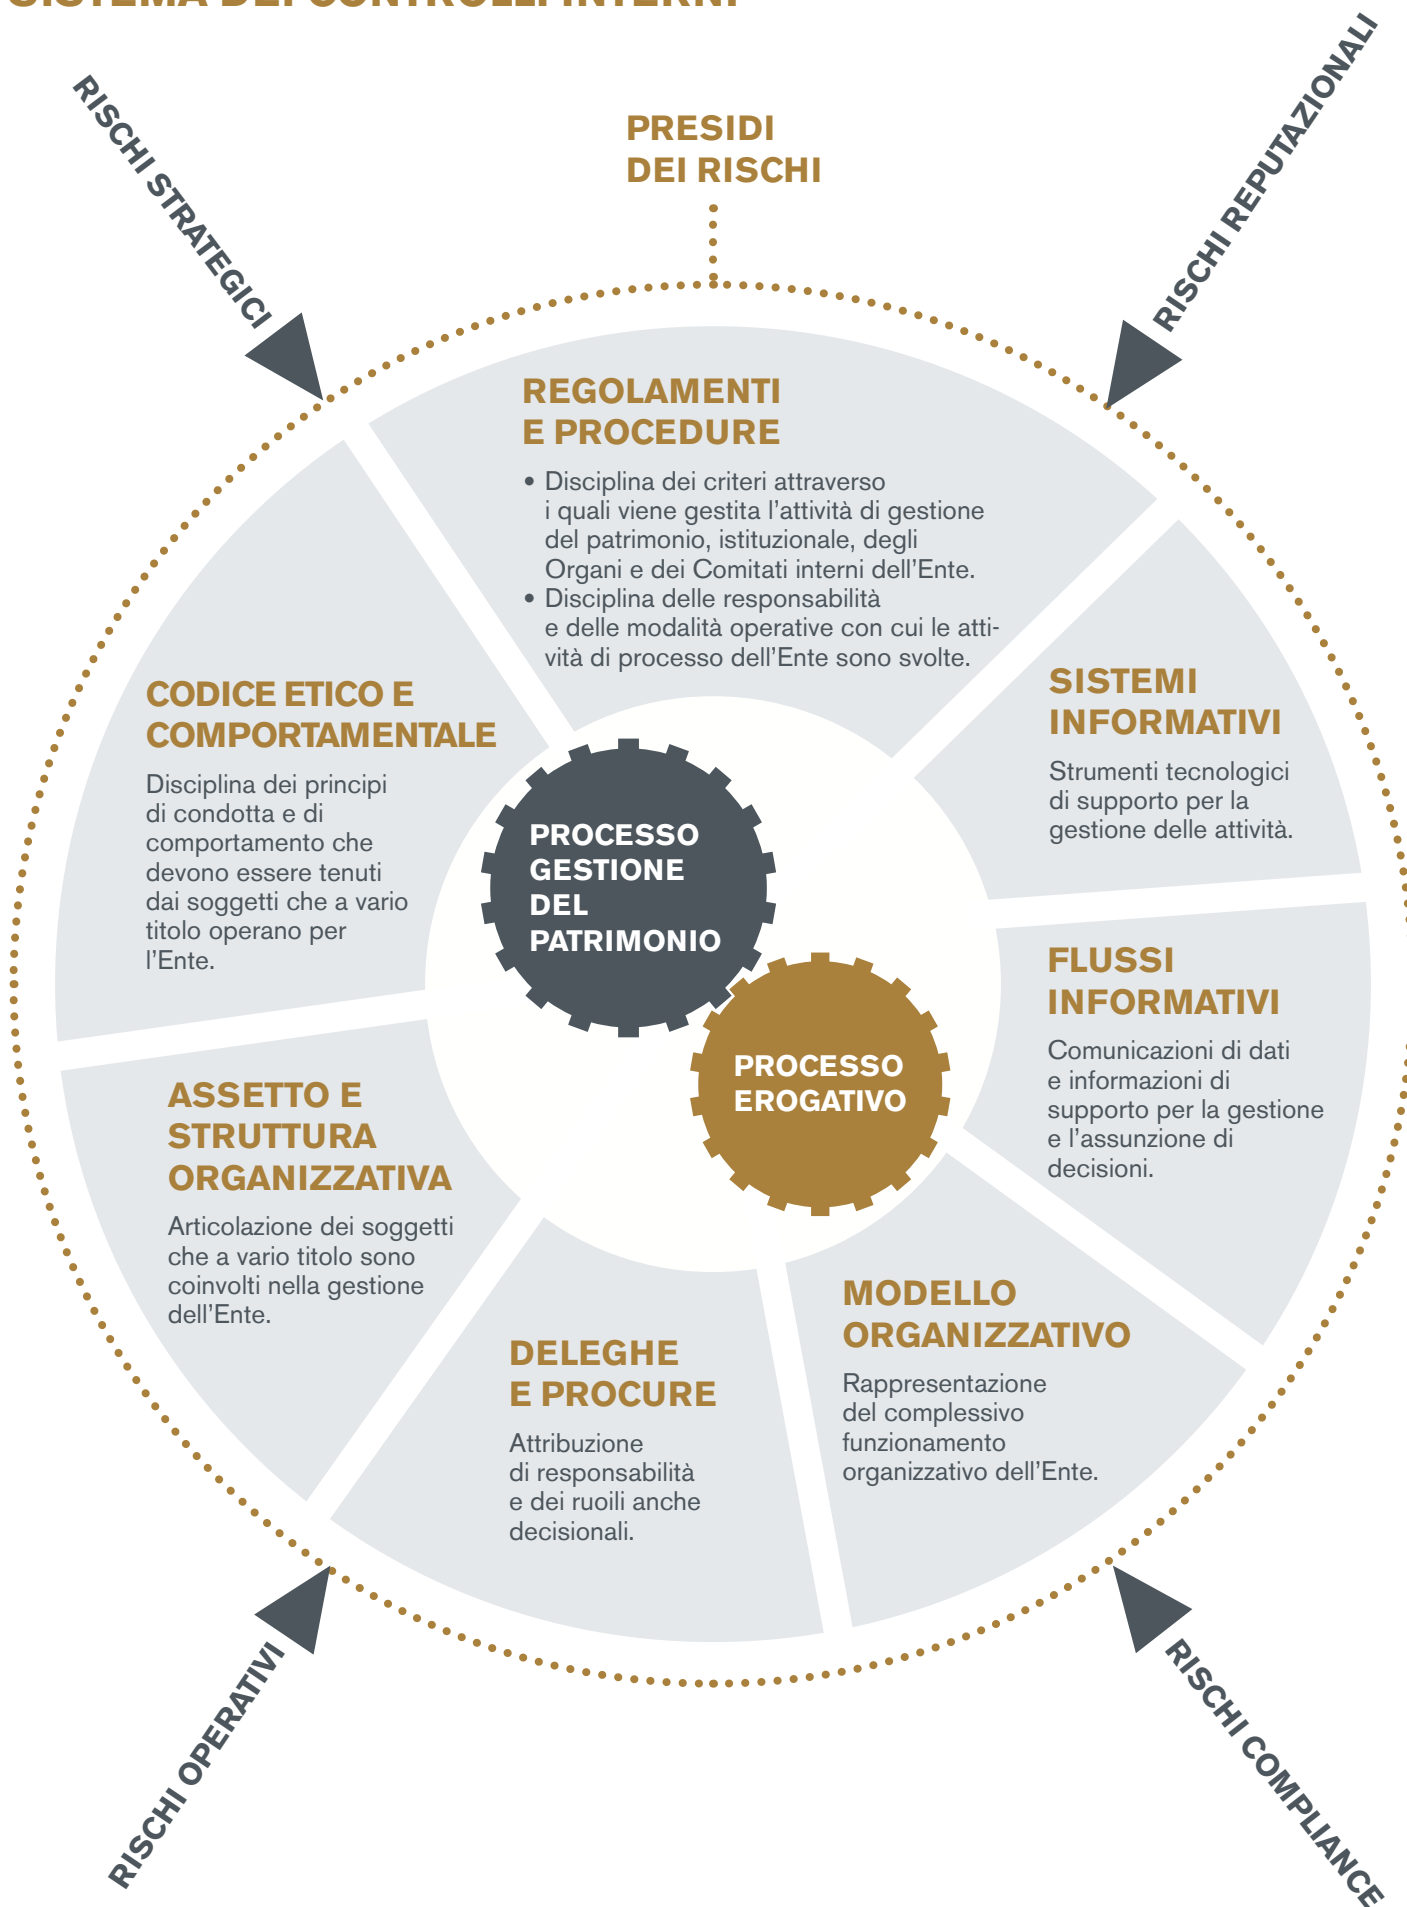 SISTEMA DEI CONTROLLI INTERNI
RISCHI STRATEGICI
PRESIDI
DEI RISCHI
RISCHI REPUTAZIONALI
REGOLAMENTI
E PROCEDURE
• Disciplina dei criteri attraverso
i quali viene gestita l’attività di gestione
del patrimonio, istituzionale, degli
Organi e dei Comitati interni dell’Ente.
• Disciplina delle responsabilità
e delle modalità operative con cui le atti-
vità di processo dell’Ente sono svolte.
SISTEMI
INFORMATIVI
Strumenti tecnologici
di supporto per la
gestione delle attività.
FLUSSI
INFORMATIVI
Comunicazioni di dati
e informazioni di
supporto per la gestione
e l’assunzione di
decisioni.
MODELLO
ORGANIZZATIVO
Rappresentazione
del complessivo
funzionamento
organizzativo dell’Ente.
DELEGHE
E PROCURE
Attribuzione
di responsabilità
e dei ruoili anche
decisionali.
ASSETTO E
STRUTTURA
ORGANIZZATIVA
Articolazione dei soggetti
che a vario titolo sono
coinvolti nella gestione
dell’Ente.
CODICE ETICO E
COMPORTAMENTALE
Disciplina dei principi
di condotta e di
comportamento che
devono essere tenuti
dai soggetti che a vario
titolo operano per
l’Ente.
PROCESSO
GESTIONE
DEL
PATRIMONIO
PROCESSO
EROGATIVO
RISCHI OPERATIVI
RISCHI COMPLIANCE